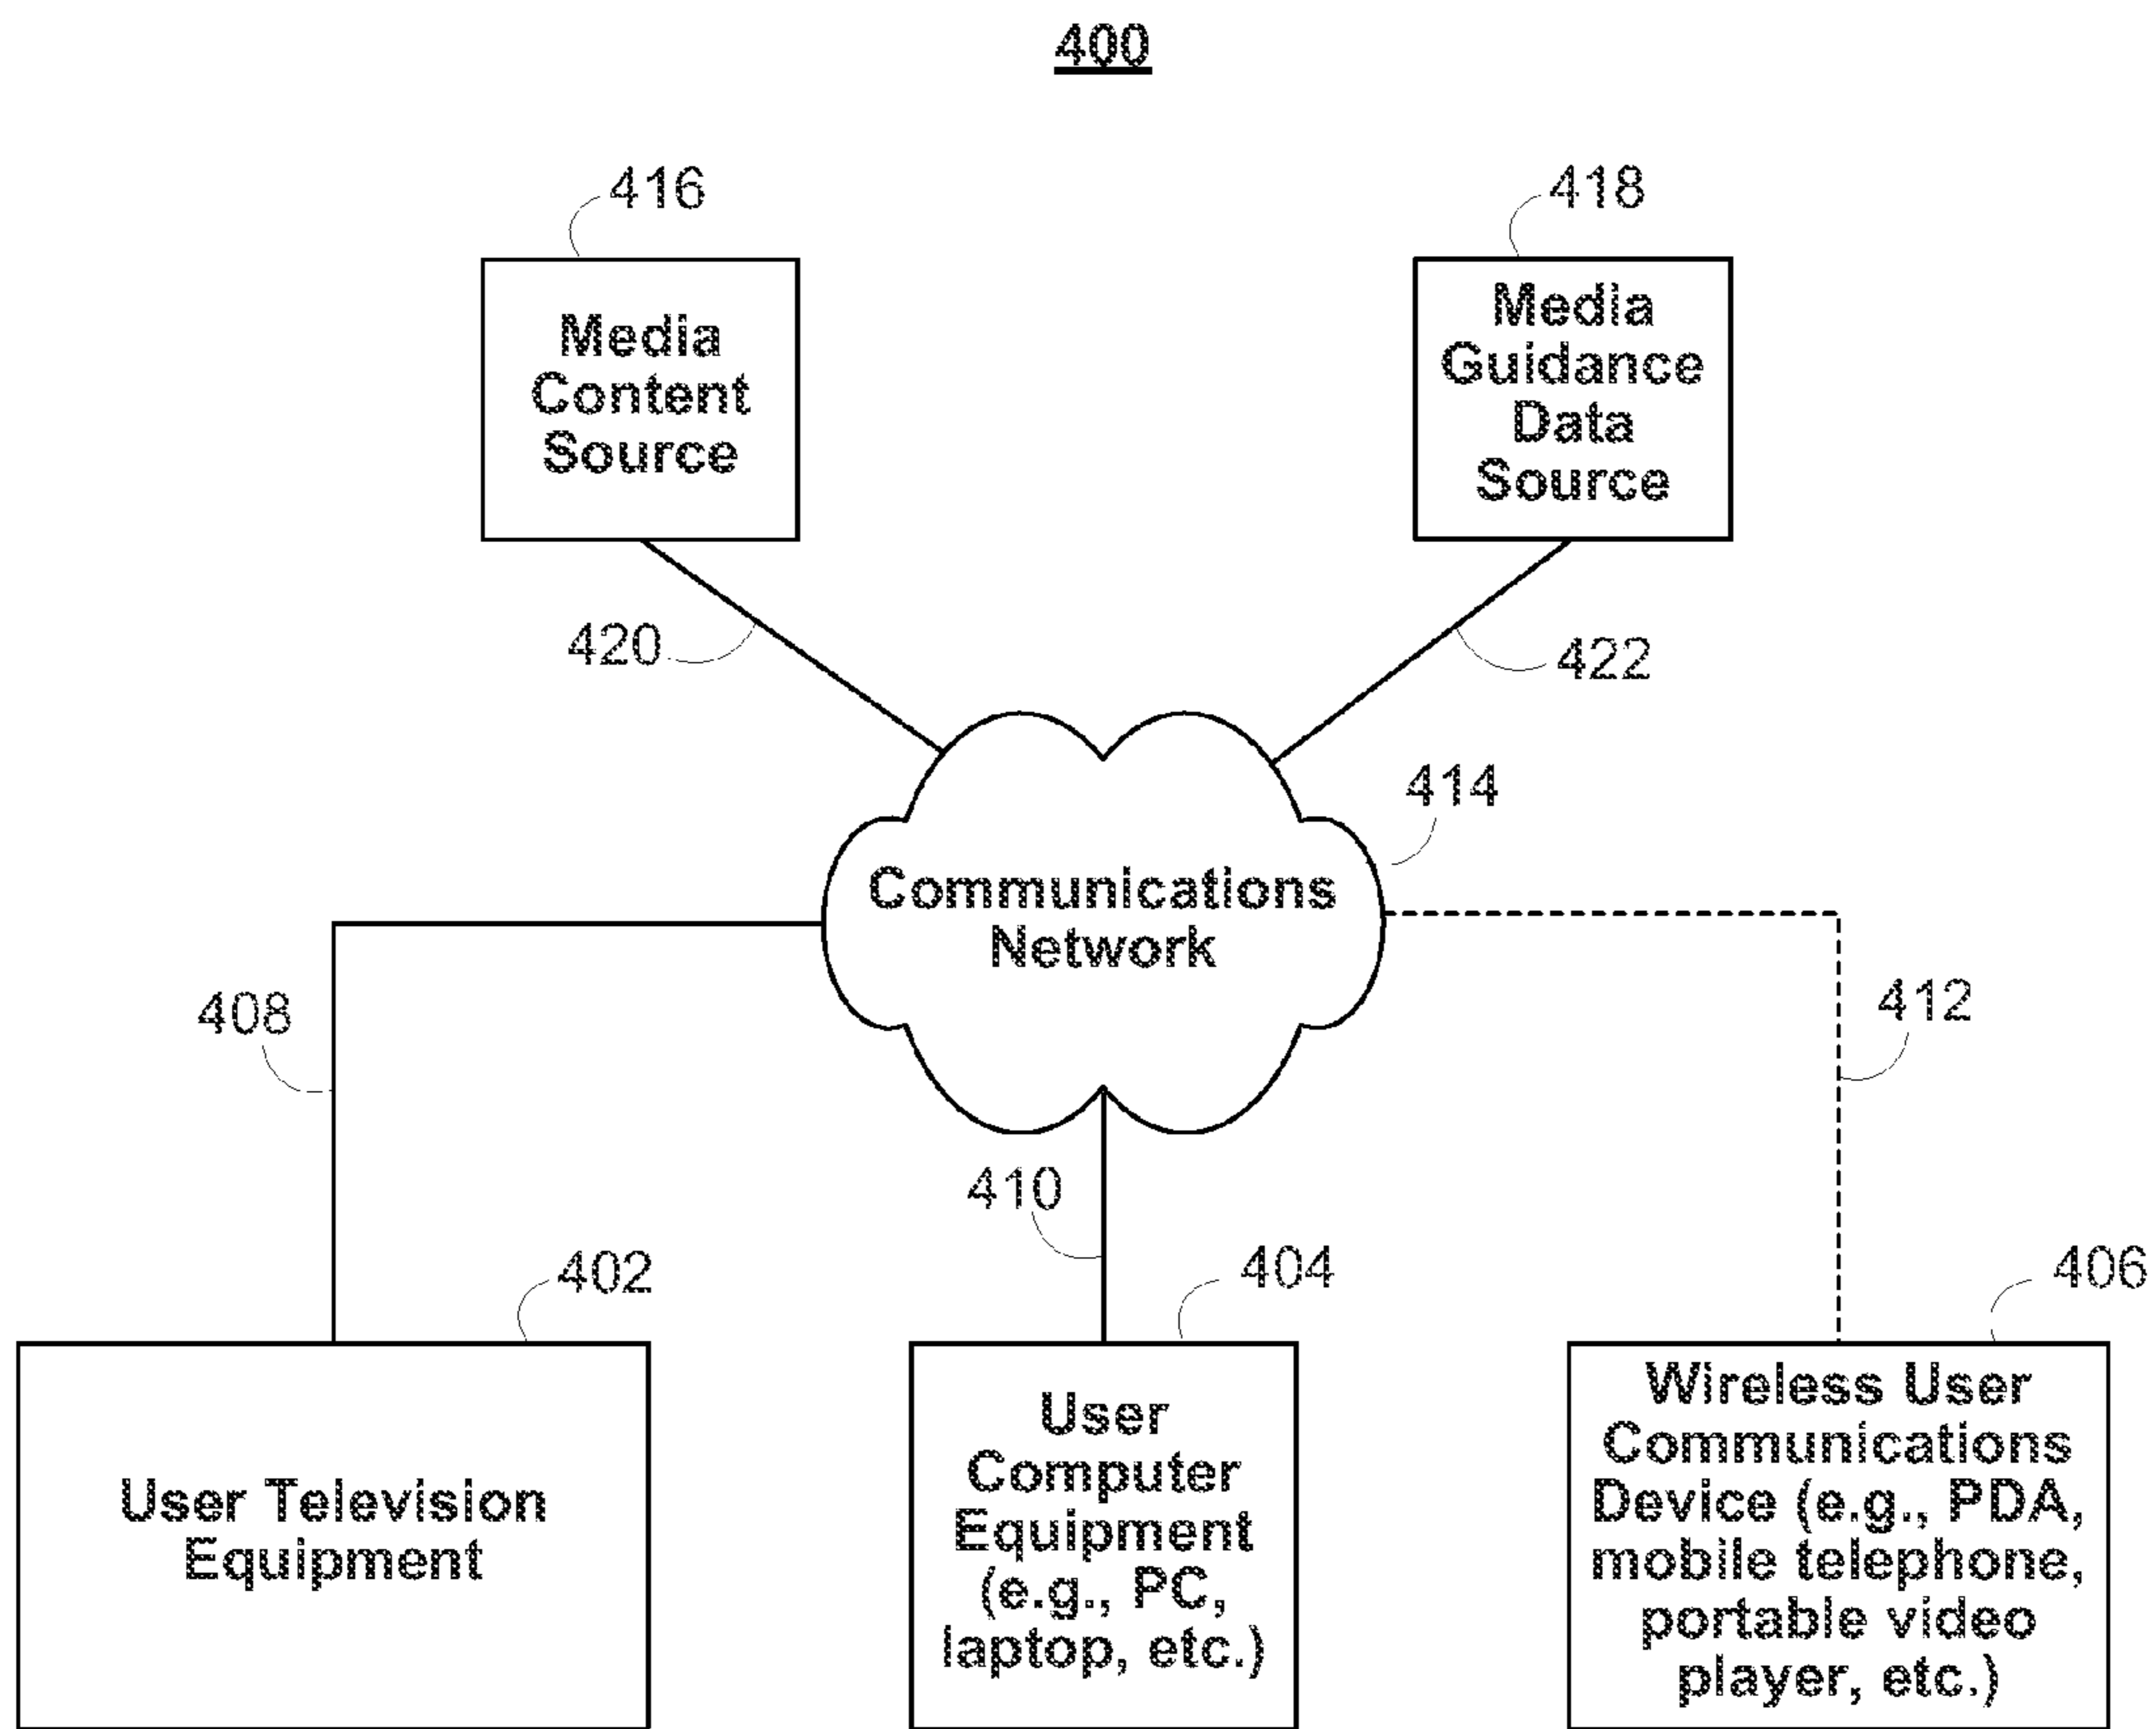 400
416
418
Media
Content
Source
Media
Guidance
Data
Source
420
422
414
Communications
Network
408
412
410
402
404
406
User Television
Equipment
User
Computer
Equipment
(e.g., PC,
laptop, etc.)
Wireless User
Communications
Device (e.g., PDA,
mobile telephone,
portable video
player, etc.)